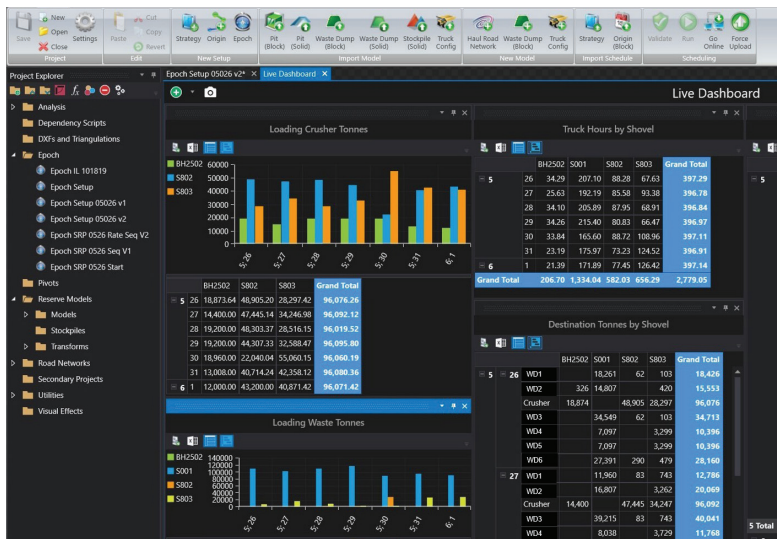 New
Open
Close
Save
Settings
Project
Paste
Cut
Copy
Revert
Edit
Strategy Origin Epoch
New Setup
Pit (Block)
Pit (Solid)
Waste Dump (Block)
Waste Dump (Solid)
Stockpile (Solid)
Truck Config
Import Model
Haul Road Network
Waste Dump (Block)
Truck Config
New Model
Strategy
Origin (Block)
Import Schedule
Validate Run
Go Online
Force Upload
Scheduling
Project Explorer
Analysis
Dependency Scripts
DXFs and Triangulations
Epoch
Epoch IL 101819
Epoch Setup
Epoch Setup 05026 v1
Epoch Setup 05026 v2
Epoch SRP 0526 Rate Seq V2
Epoch SRP 0526 Seq V1
Epoch SRP 0526 Start
Pivots
Reserve Models
Models
Stockpiles
Transforms
Road Networks
Secondary Projects
Utilities
Visual Effects
Epoch Setup 05026 v2* × Live Dashboard ×
Live Dashboard
Loading Crusher Tonnes
BH2502
S802
S803
60000
50000
40000
30000
20000
10000
0
5; 26 5; 27 5; 28 5; 29 5; 30 5; 31 6; 1
BH2502 S802 S803 Grand Total
5 26 18,873.64 48,905.20 28,297.42 96,076.26
27 14,400.00 47,445.14 34,246.98 96,092.12
28 19,200.00 48,303.37 28,516.15 96,019.52
29 19,200.00 44,307.33 32,588.47 96,095.80
30 18,960.00 22,040.04 55,060.15 96,060.19
31 13,008.00 40,714.24 42,358.12 96,080.36
6 1 12,000.00 43,200.00 40,871.42 96,071.42
Loading Waste Tonnes
BH2502
S001
S802
S803
140000
120000
100000
80000
60000
40000
20000
0
5; 26 5; 27 5; 28 5; 29 5; 30 5; 31 6; 1
Truck Hours by Shovel
BH2502 S001 S802 S803 Grand Total
5 26 34.29 207.10 88.28 67.63 397.29
27 25.63 192.19 85.58 93.38 396.78
28 34.10 205.89 87.95 68.91 396.84
29 34.26 215.40 80.83 66.47 396.97
30 33.84 165.60 88.72 108.96 397.11
31 23.19 175.97 73.23 124.52 396.91
6 1 21.39 171.89 77.45 126.42 397.14
Grand Total 206.70 1,334.04 582.03 656.29 2,779.05
Destination Tonnes by Shovel
BH2502 S001 S802 S803 Grand Total
5 26 WD1 18,261 62 103 18,426
WD2 326 14,807 420 15,553
Crusher 18,874 48,905 28,297 96,076
WD3 34,549 62 103 34,713
WD4 7,097 3,299 10,396
WD5 7,097 3,299 10,396
WD6 27,391 290 479 28,160
27 WD1 11,960 83 743 12,786
WD2 16,807 3,262 20,069
Crusher 14,400 47,445 34,247 96,092
WD3 39,215 83 743 40,041
WD4 8,038 3,729 11,768
5
5 Total